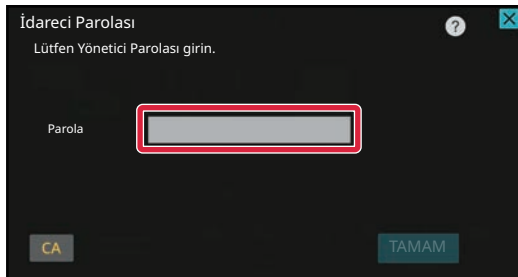 İdareci Parolası
?
Lütfen Yönetici Parolası girin.
Parola
CA
TAMAM